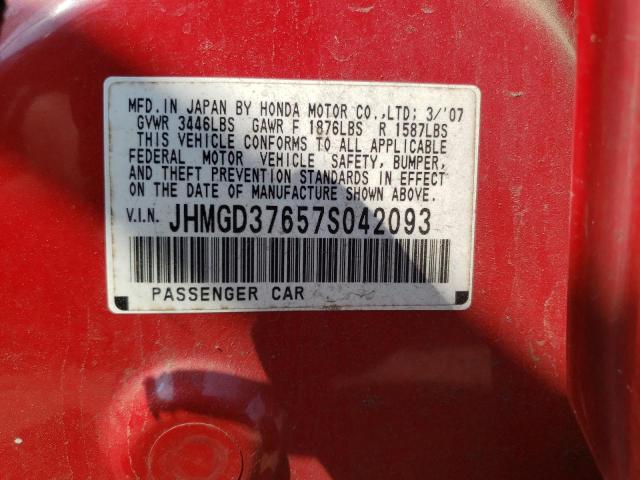 MFD.IN JAPAN BY HONDA MOTOR CO.,LTD; 3/'07
GVWR 3446LBS GAWR F 1876LBS R 1587LBS
THIS VEHICLE CONFORMS TO ALL APPLICABLE
FEDERAL MOTOR VEHICLE SAFETY, BUMPER,
AND THEFT PREVENTION STANDARDS IN EFFECT
ON THE DATE OF MANUFACTURE SHOWN ABOVE.
V.I.N. JHMGD37657S042093
PASSENGER CAR